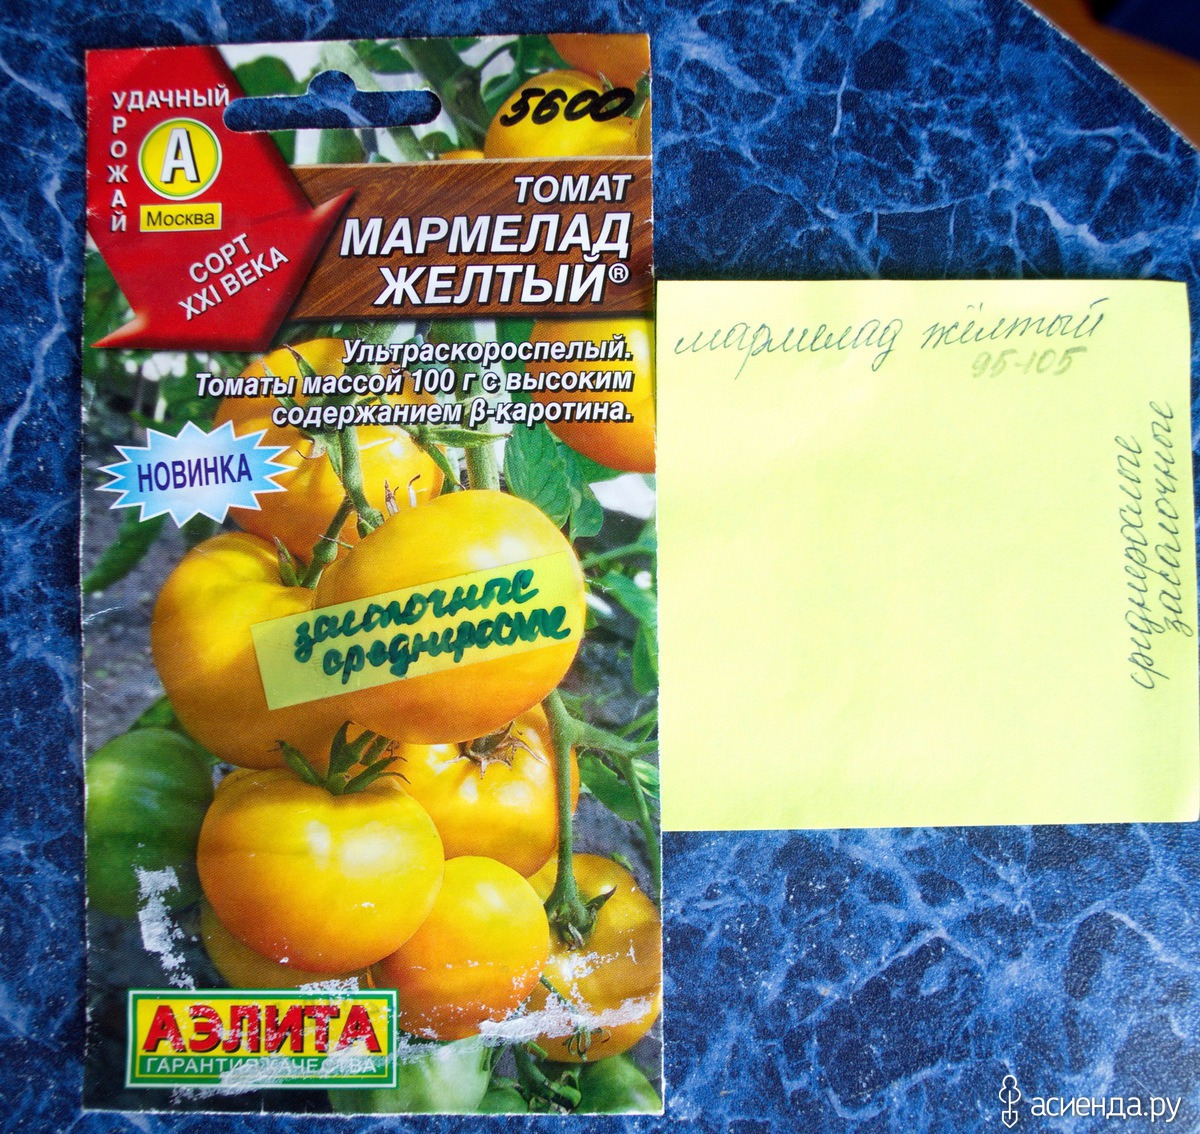 УДАЧНЫЙ
УРОЖАЙ
А
Москва
СОРТ
XXI ВЕКА
5600
ТОМАТ
МАРМЕЛАД
ЖЕЛТЫЙ®
Ультраскороспелый.
Томаты массой 100 г с высоким
содержанием β-каротина.
НОВИНКА
засолочные
среднерослые
АЭЛИТА
ГАРАНТИЯ КАЧЕСТВА
мармелад жёлтый
95-105
среднерослые
засолочные
асиенда.ру